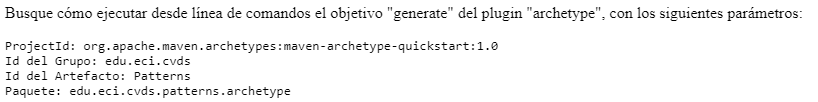 Busque cómo ejecutar desde línea de comandos el objetivo "generate" del plugin "archetype", con los siguientes parámetros:
ProjectId: org.apache.maven.archetypes:maven-archetype-quickstart:1.0
Id del Grupo: edu.eci.cvds
Id del Artefacto: Patterns
Paquete: edu.eci.cvds.patterns.archetype